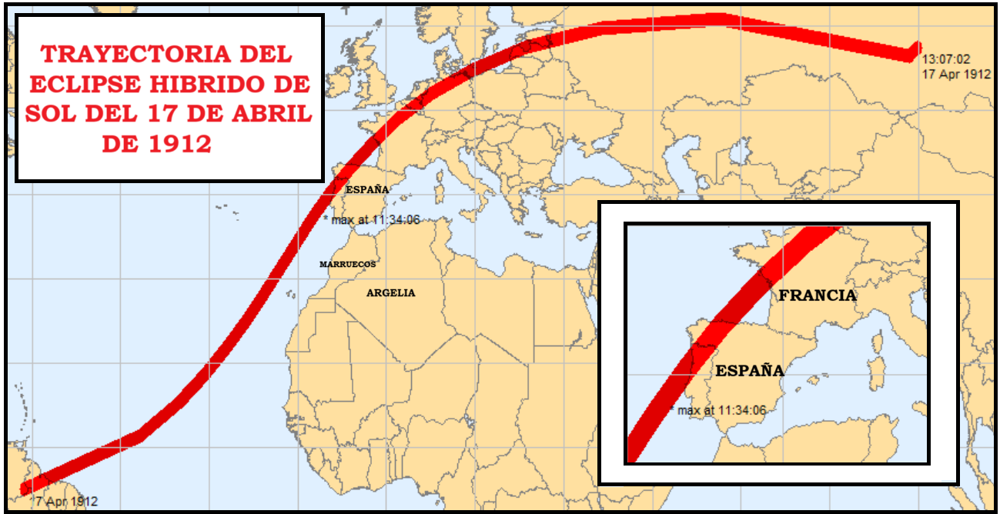 TRAYECTORIA DEL
ECLIPSE HIBRIDO DE
SOL DEL 17 DE ABRIL
DE 1912
13:07:02
17 Apr 1912
ESPAÑA
* max at 11:34:06
MARRUECOS
ARGELIA
FRANCIA
ESPAÑA
* max at 11:34:06
7 Apr 1912